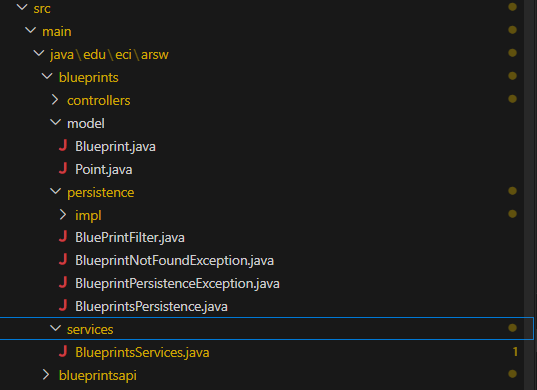 src
main
java\edu\eci\arsw
blueprints
controllers
model
Blueprint.java
Point.java
persistence
impl
BluePrintFilter.java
BlueprintNotFoundException.java
BlueprintPersistenceException.java
BlueprintsPersistence.java
services
BlueprintsServices.java 1
blueprintsapi